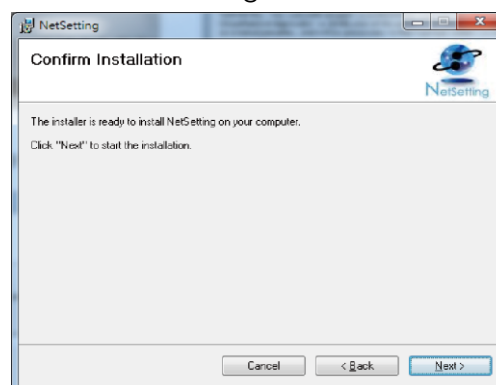 NetSetting
Confirm Installation
NetSetting
The installer is ready to install NetSetting on your computer.
Click "Next" to start the installation.
Cancel
< Back
Next >